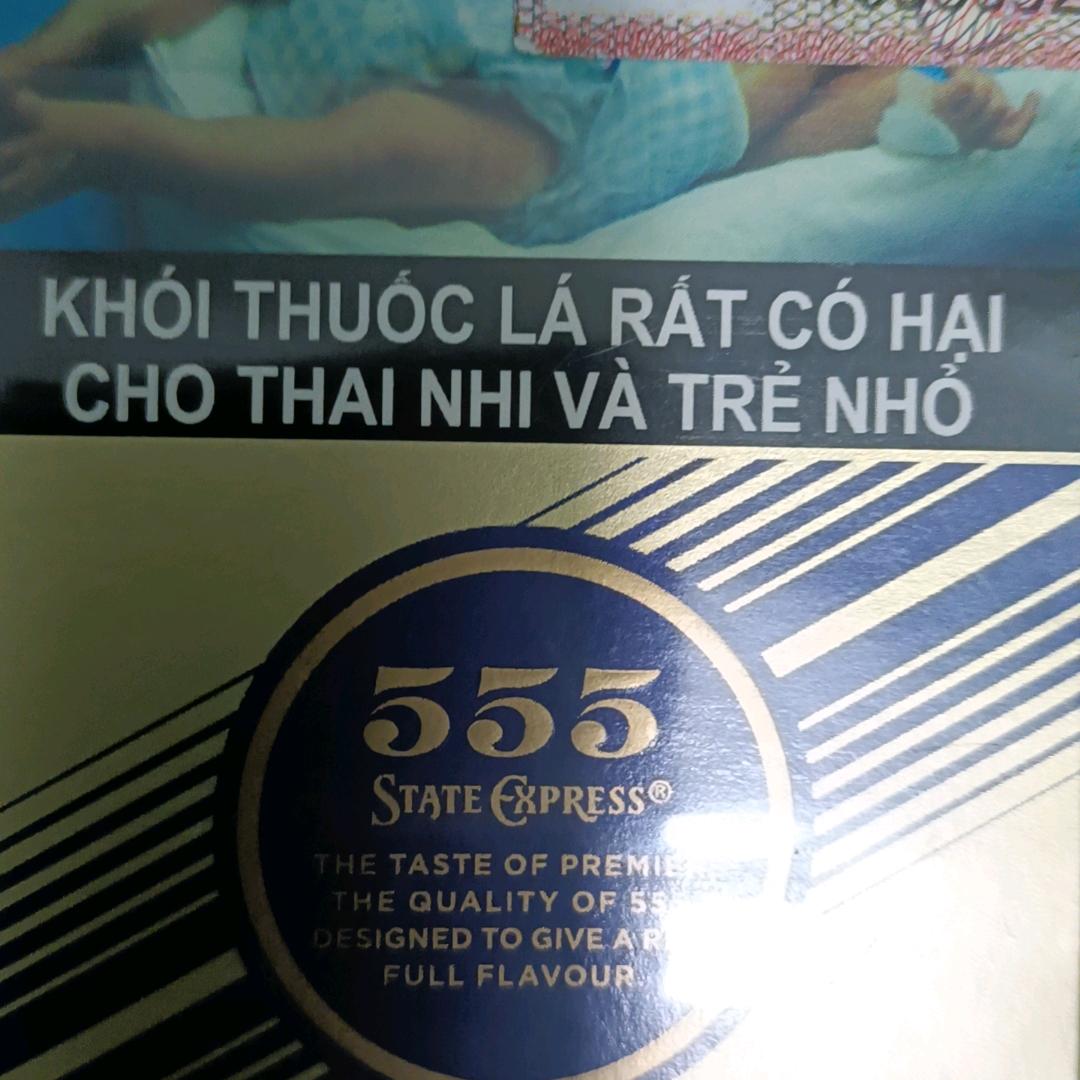 KHÓI THUỐC LÁ RẤT CÓ HẠI
CHO THAI NHI VÀ TRẺ NHỎ
555
STATE EXPRESS®
THE TASTE OF
THE QUALITY OF
DESIGNED TO GIVE A
FULL FLAVOUR